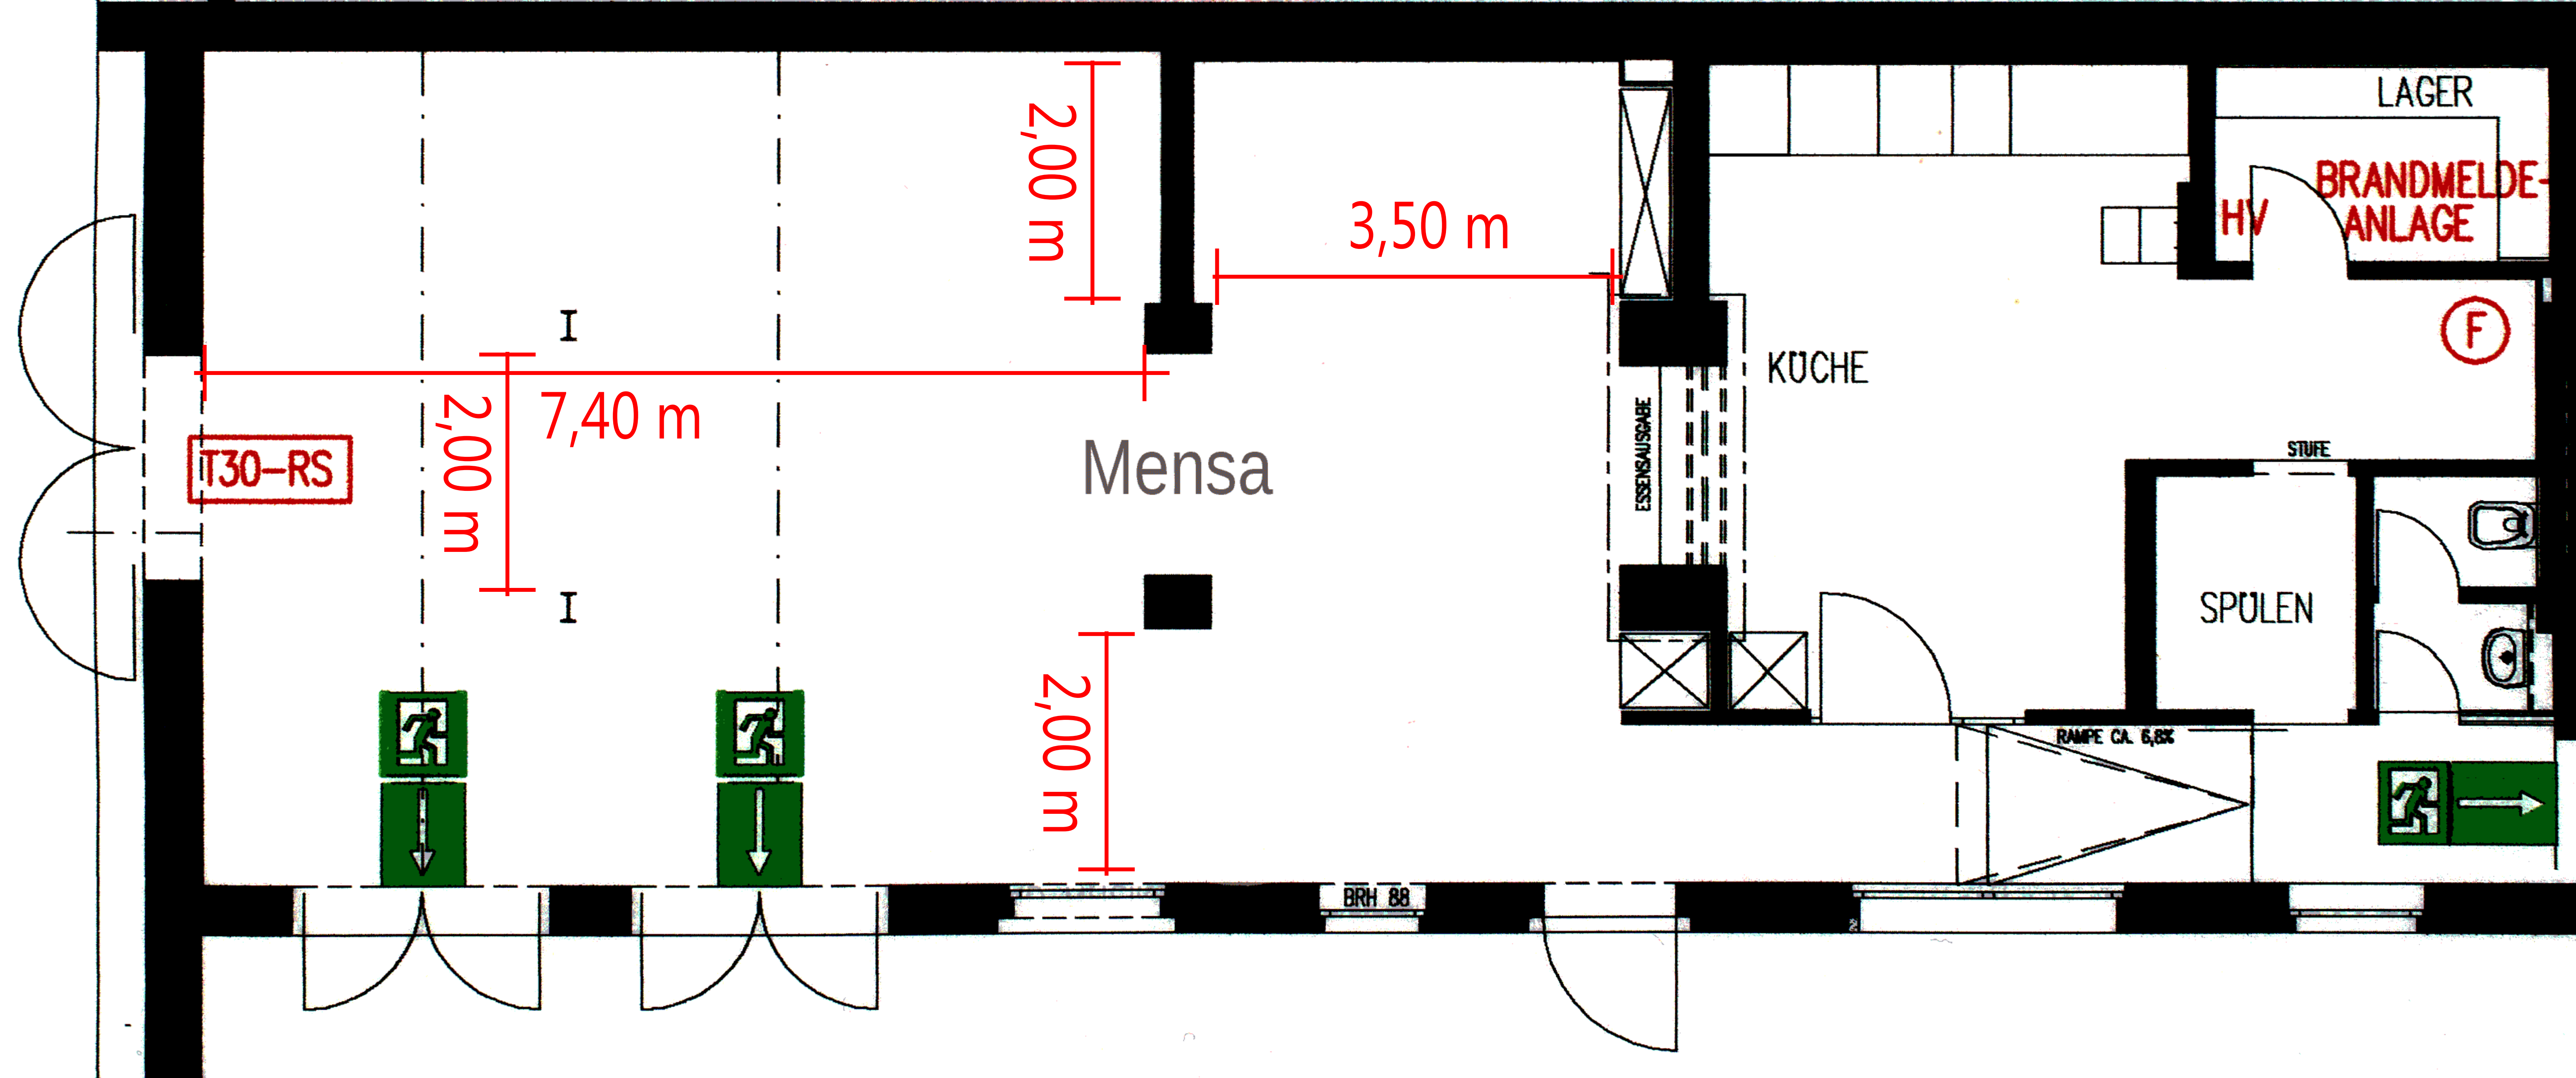 LAGER
BRANDMELDE-
ANLAGE
HV
2,00 m
3,50 m
I
F
KÜCHE
7,40 m
2,00 m
T30-RS
Mensa
ESSENSAUSGABE
STUFE
I
SPÜLEN
2,00 m
RAMPE CA. 6,8%
BRH 88